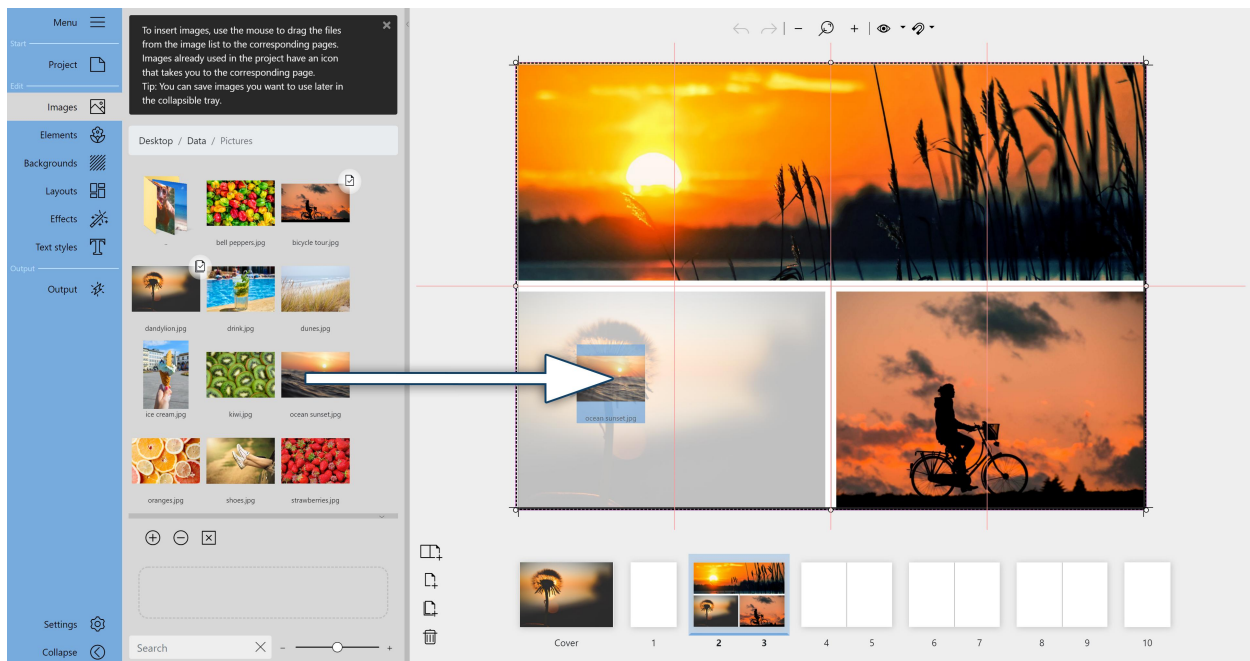 Menu
Start
Project
Edit
Images
Elements
Backgrounds
Layouts
Effects
Text styles
Output
Output
Settings
Collapse
To insert images, use the mouse to drag the files
from the image list to the corresponding pages.
Images already used in the project have an icon
that takes you to the corresponding page.
Tip: You can save images you want to use later in
the collapsible tray.
Desktop / Data / Pictures
..
bell peppers.jpg
bicycle tour.jpg
dandylion.jpg
drink.jpg
dunes.jpg
ice cream.jpg
kiwi.jpg
ocean sunset.jpg
oranges.jpg
shoes.jpg
strawberries.jpg
Search
ocean sunset.jpg
Cover
1
2
3
4
5
6
7
8
9
10